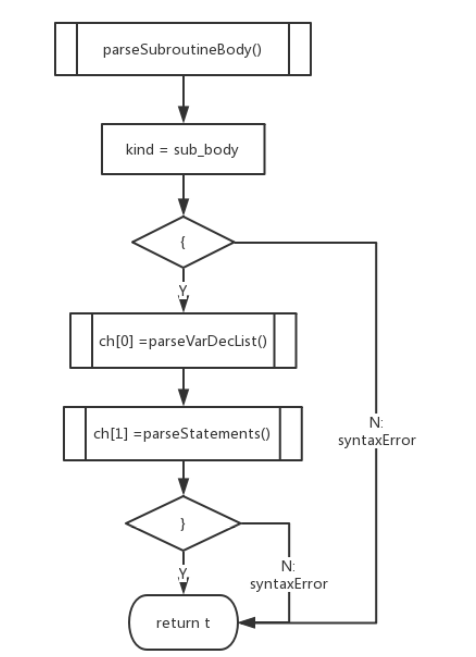 parseSubroutineBody()
kind = sub_body
{
Y
ch[0] =parseVarDecList()
ch[1] =parseStatements()
N:
syntaxError
}
Y
N:
syntaxError
return t